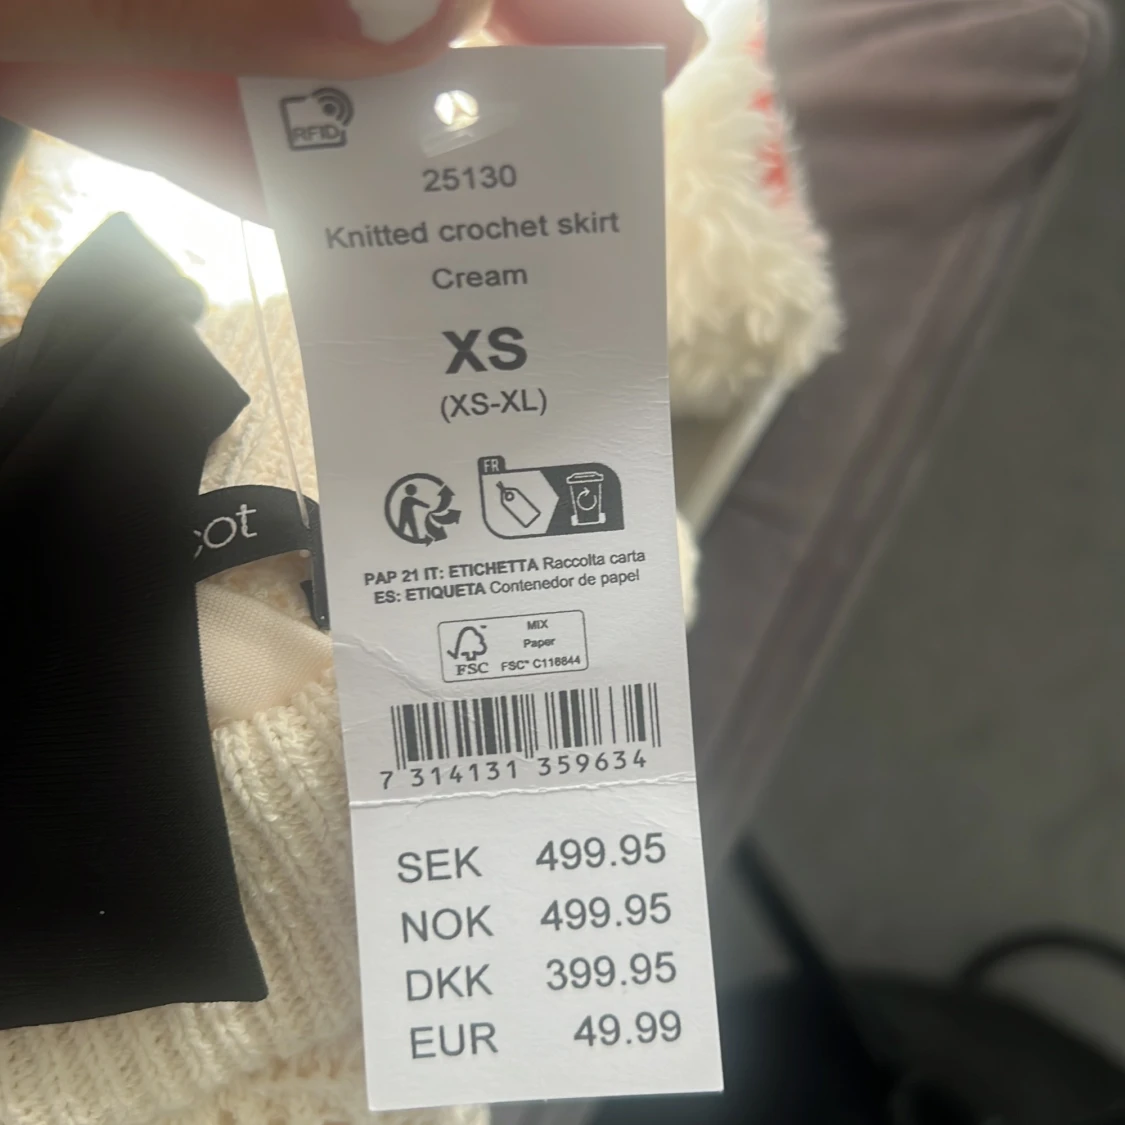 RFID
25130
Knitted crochet skirt
Cream
XS
(XS-XL)
FR
PAP 21 IT: ETICHETTA Raccolta carta
ES: ETIQUETA Contenedor de papel
MIX
Paper
FSC FSC® C118844
7 314131 359634
SEK 499.95
NOK 499.95
DKK 399.95
EUR 49.99
cot